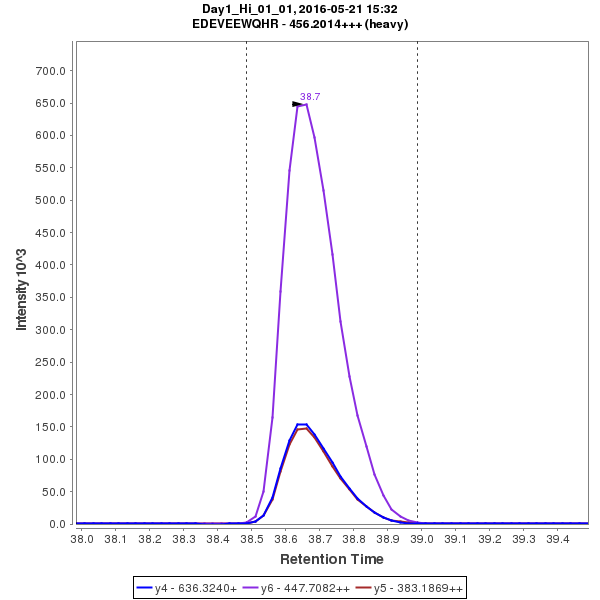 Day1_Hi_01_01, 2016-05-21 15:32
EDEVEEWQHR - 456.2014+++ (heavy)
38.7
700.0
650.0
600.0
550.0
500.0
450.0
400.0
350.0
300.0
250.0
200.0
150.0
100.0
50.0
0.0
Intensity 10^3
38.0 38.1 38.2 38.3 38.4 38.5 38.6 38.7 38.8 38.9 39.0 39.1 39.2 39.3 39.4
Retention Time
y4 - 636.3240+ y6 - 447.7082++ y5 - 383.1869++